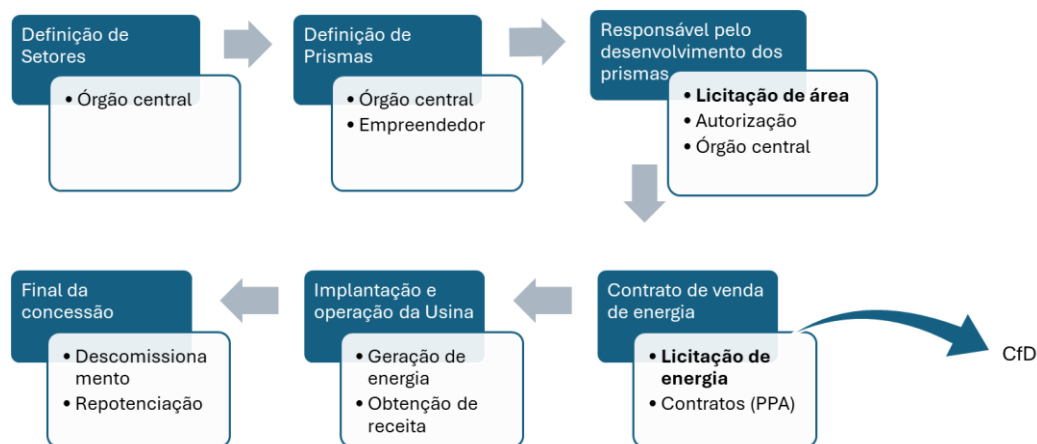 Definição de
Setores
• Órgão central
Definição de
Prismas
• Órgão central
• Empreendedor
Responsável pelo
desenvolvimento dos
prismas
• Licitação de área
• Autorização
• Órgão central
Contrato de venda
de energia
• Licitação de
energia
• Contratos (PPA)
CfD
Implantação e
operação da Usina
• Geração de
energia
• Obtenção de
receita
Final da
concessão
• Descomissiona
mento
• Repotenciação